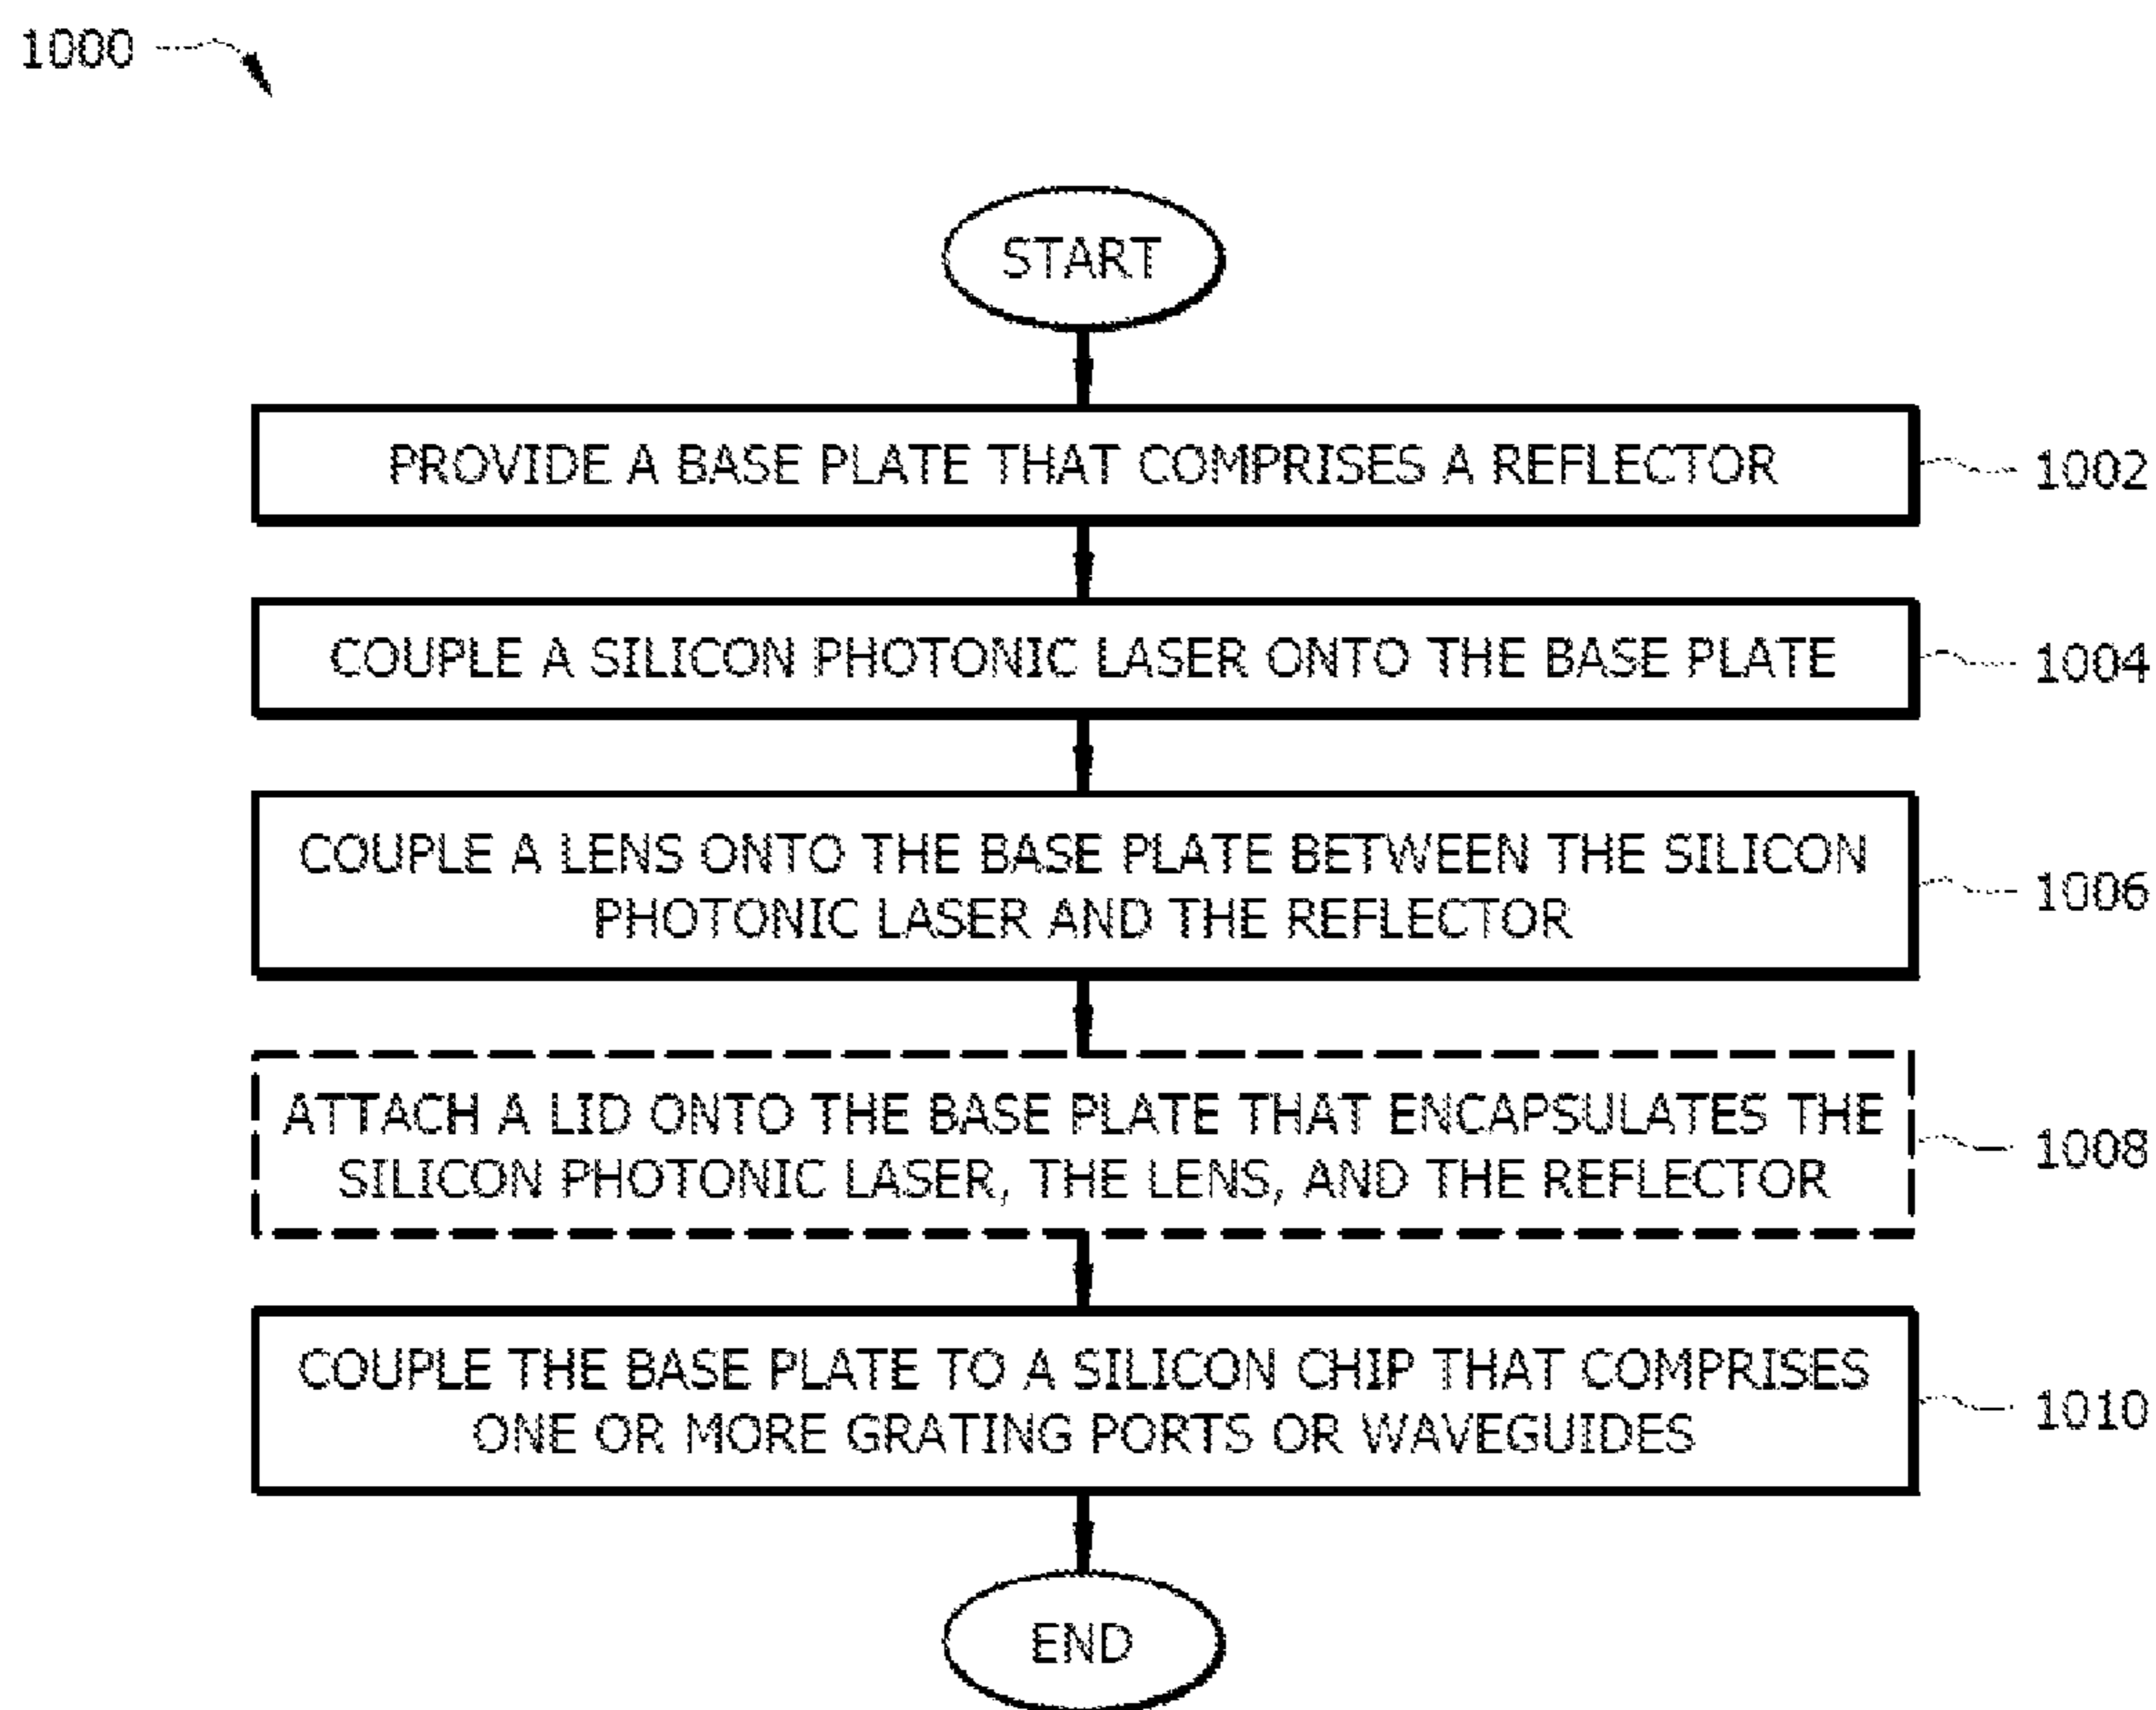 1000
START
PROVIDE A BASE PLATE THAT COMPRISES A REFLECTOR
1002
COUPLE A SILICON PHOTONIC LASER ONTO THE BASE PLATE
1004
COUPLE A LENS ONTO THE BASE PLATE BETWEEN THE SILICON
PHOTONIC LASER AND THE REFLECTOR
1006
ATTACH A LID ONTO THE BASE PLATE THAT ENCAPSULATES THE
SILICON PHOTONIC LASER, THE LENS, AND THE REFLECTOR
1008
COUPLE THE BASE PLATE TO A SILICON CHIP THAT COMPRISES
ONE OR MORE GRATING PORTS OR WAVEGUIDES
1010
END